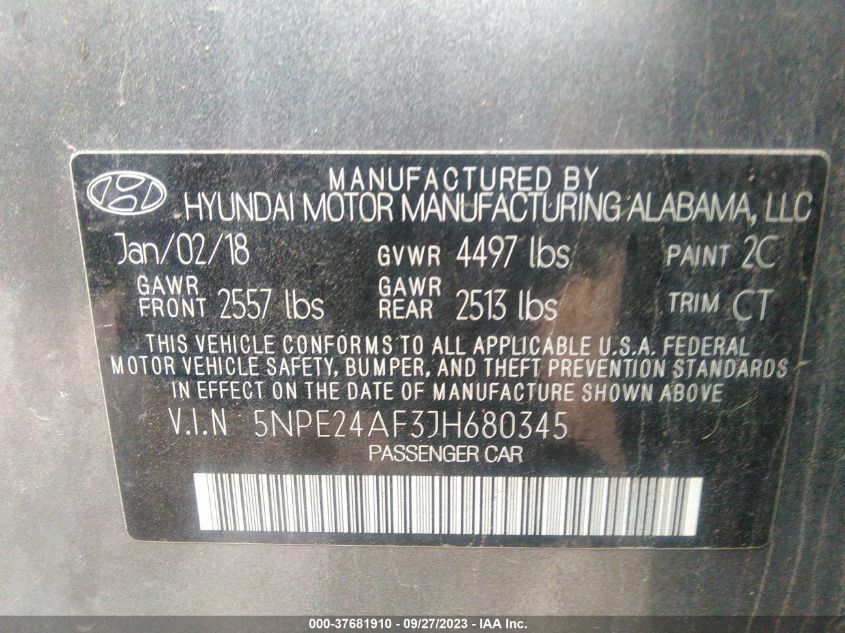 MANUFACTURED BY
HYUNDAI MOTOR MANUFACTURING ALABAMA, LLC
Jan/02/18 GVWR 4497 lbs PAINT 2C
GAWR FRONT 2557 lbs GAWR REAR 2513 lbs TRIM CT
THIS VEHICLE CONFORMS TO ALL APPLICABLE U.S.A. FEDERAL
MOTOR VEHICLE SAFETY, BUMPER, AND THEFT PREVENTION STANDARDS
IN EFFECT ON THE DATE OF MANUFACTURE SHOWN ABOVE
V.I.N 5NPE24AF3JH680345
PASSENGER CAR
000-37681910 - 09/27/2023 - IAA Inc.